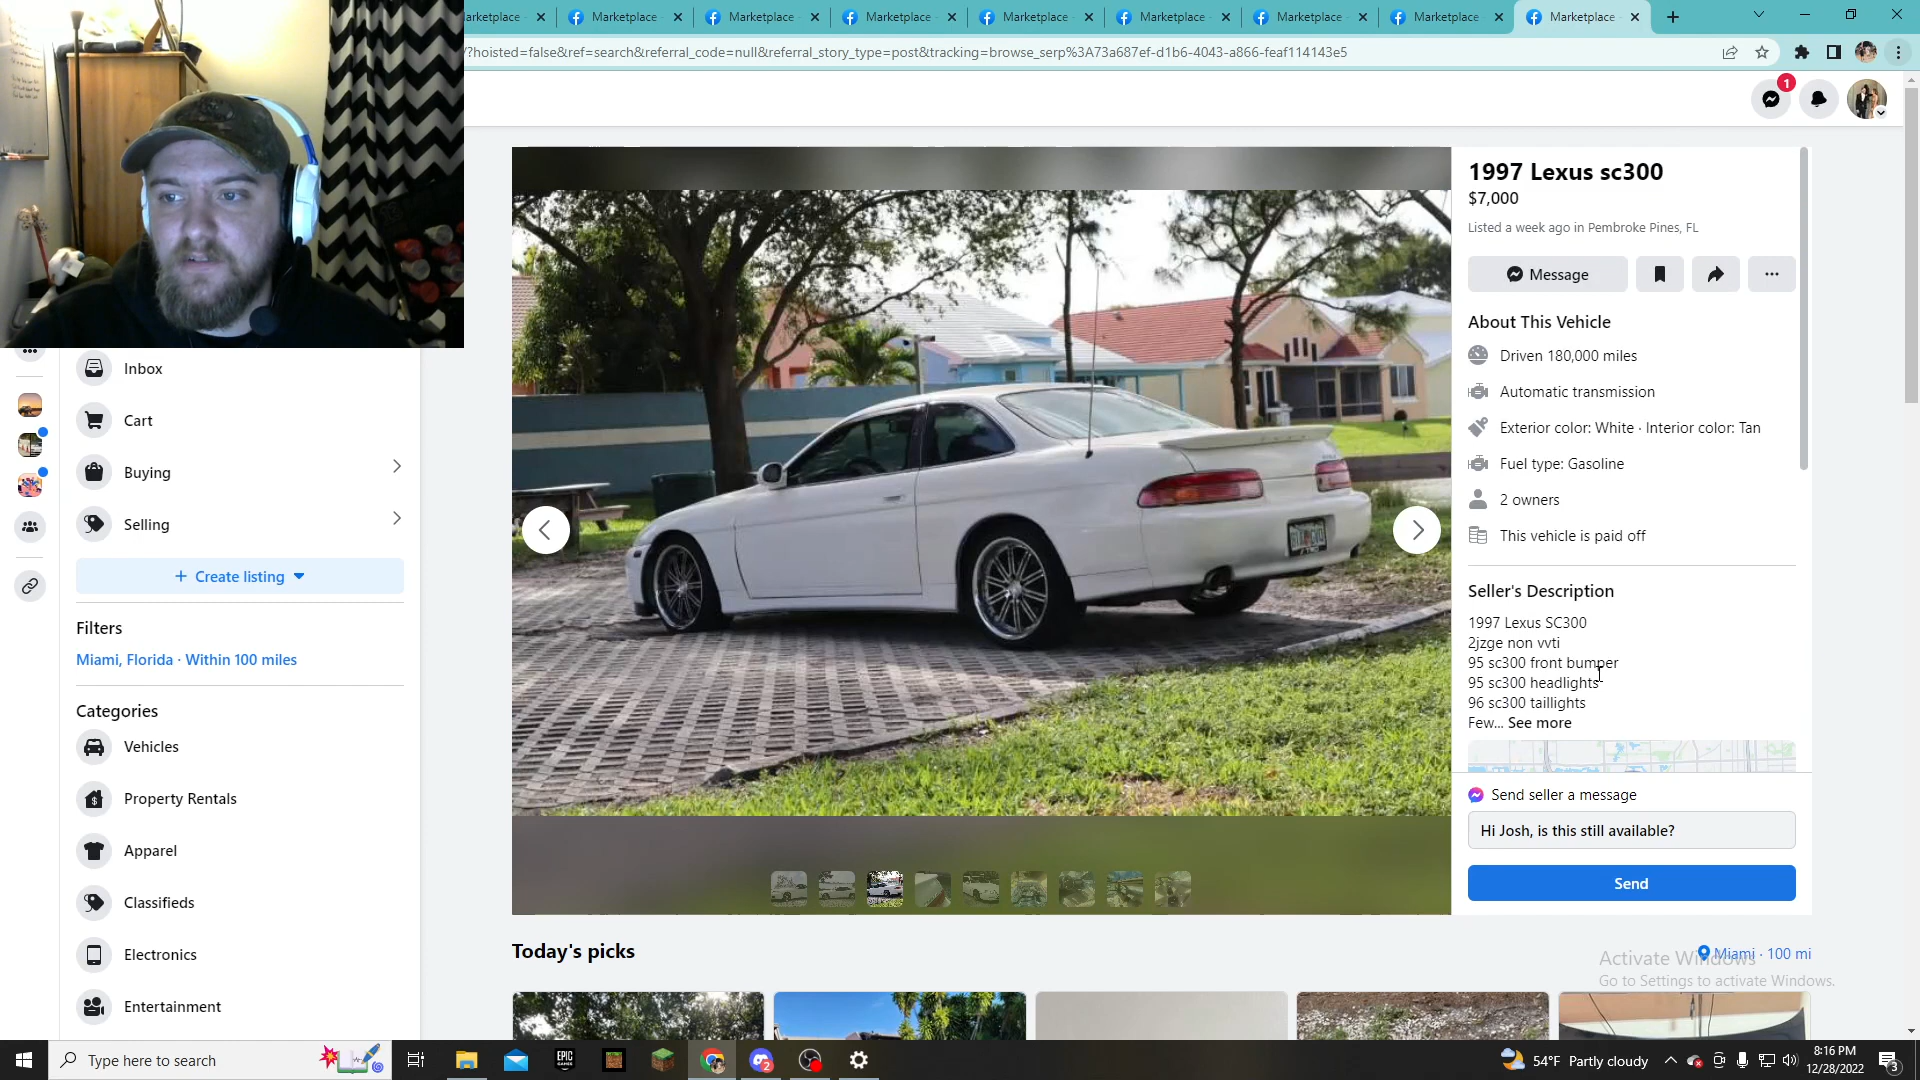 arketplace
Marketplace
Marketplace
Marketplace
Marketplace
Marketplace
Marketplace
Marketplace
Marketplace
/?hoisted=false&ref=search&referral_code=null&referral_story_type=post&tracking=browse_serp%3A73a687ef-d1b6-4043-a866-feaf114143e5
1
1997 Lexus sc300
$7,000
Listed a week ago in Pembroke Pines, FL
Message
About This Vehicle
Driven 180,000 miles
Automatic transmission
Exterior color: White · Interior color: Tan
Fuel type: Gasoline
2 owners
This vehicle is paid off
Seller's Description
1997 Lexus SC300
2jzge non vvti
95 sc300 front bumper
95 sc300 headlights
96 sc300 taillights
Few... See more
Send seller a message
Hi Josh, is this still available?
Send
Inbox
Cart
Buying
Selling
+ Create listing
Filters
Miami, Florida · Within 100 miles
Categories
Vehicles
Property Rentals
Apparel
Classifieds
Electronics
Entertainment
Today's picks
Miami · 100 mi
Activate Windows
Go to Settings to activate Windows.
Type here to search
EPIC GAMES
2
54°F Partly cloudy
8:16 PM
12/28/2022
3